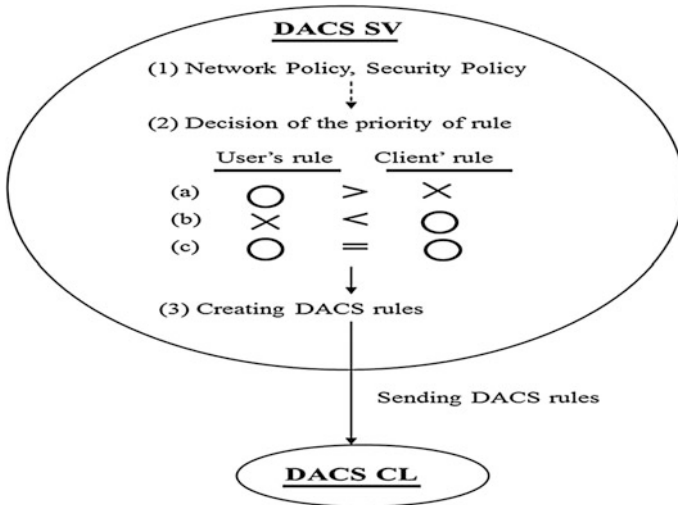 DACS SV
(1) Network Policy, Security Policy
(2) Decision of the priority of rule
User's rule Client' rule
(a) ○ > ×
(b) × < ○
(c) ○ = ○
(3) Creating DACS rules
Sending DACS rules
DACS CL